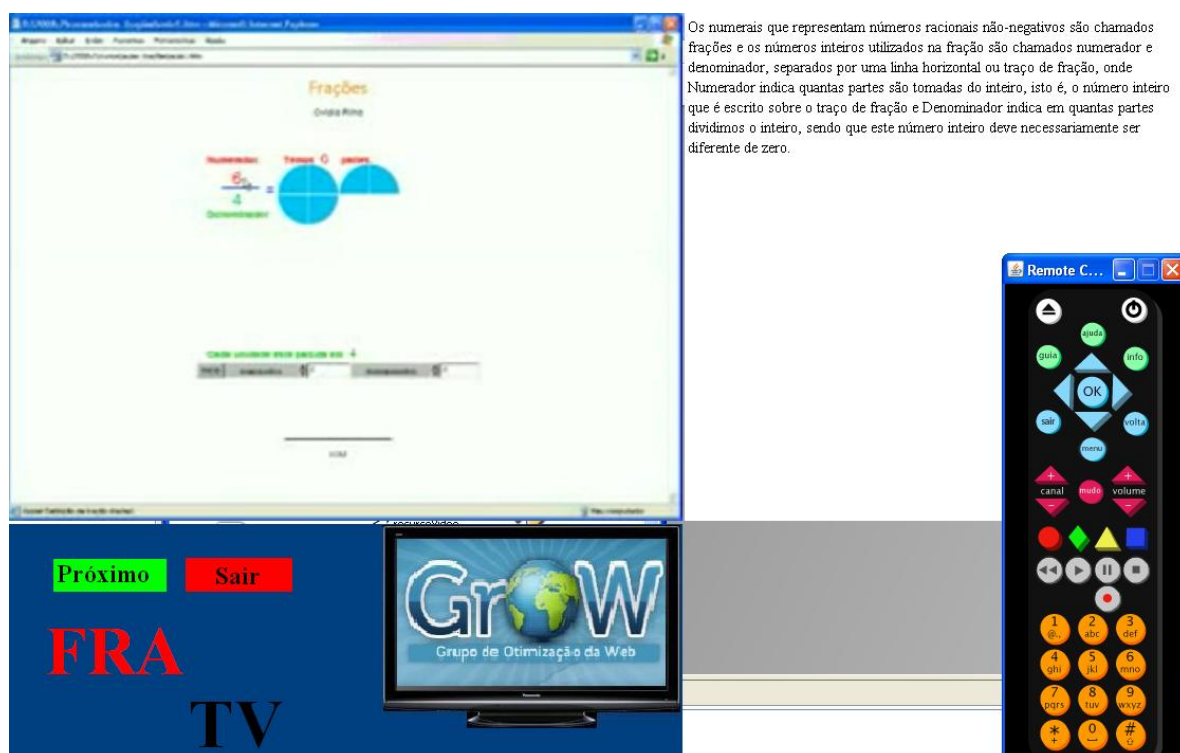 Frações
Numerador Temos 6 partes
6
4
=
Denominador
Cada unidade está partida em 4
Os numerais que representam números racionais não-negativos são chamados
frações e os números inteiros utilizados na fração são chamados numerador e
denominador, separados por uma linha horizontal ou traço de fração, onde
Numerador indica quantas partes são tomadas do inteiro, isto é, o número inteiro
que é escrito sobre o traço de fração e Denominador indica em quantas partes
dividimos o inteiro, sendo que este número inteiro deve necessariamente ser
diferente de zero.
Remote C...
ajuda
guia
info
OK
sair
volta
menu
+ +
canal mudo volume
- -
1 2 3
@., abc def
4 5 6
ghi jkl mno
7 8 9
pqrs tuv wxyz
* 0 #
+
recursoVideo
Próximo Sair
FRA
TV
GrOW
Grupo de Otimização da Web
Panasonic